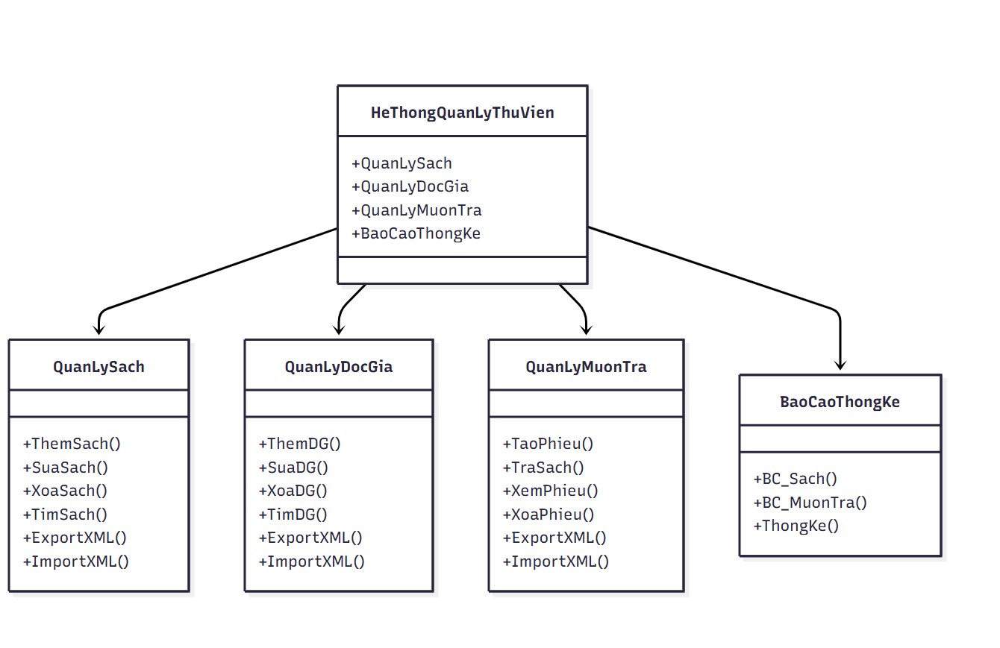 HeThongQuanLyThuVien
+QuanLySach
+QuanLyDocGia
+QuanLyMuonTra
+BaoCaoThongKe
QuanLySach
+ThemSach()
+SuaSach()
+XoaSach()
+TimSach()
+ExportXML()
+ImportXML()
QuanLyDocGia
+ThemDG()
+SuaDG()
+XoaDG()
+TimDG()
+ExportXML()
+ImportXML()
QuanLyMuonTra
+TaoPhieu()
+TraSach()
+XemPhieu()
+XoaPhieu()
+ExportXML()
+ImportXML()
BaoCaoThongKe
+BC_Sach()
+BC_MuonTra()
+ThongKe()